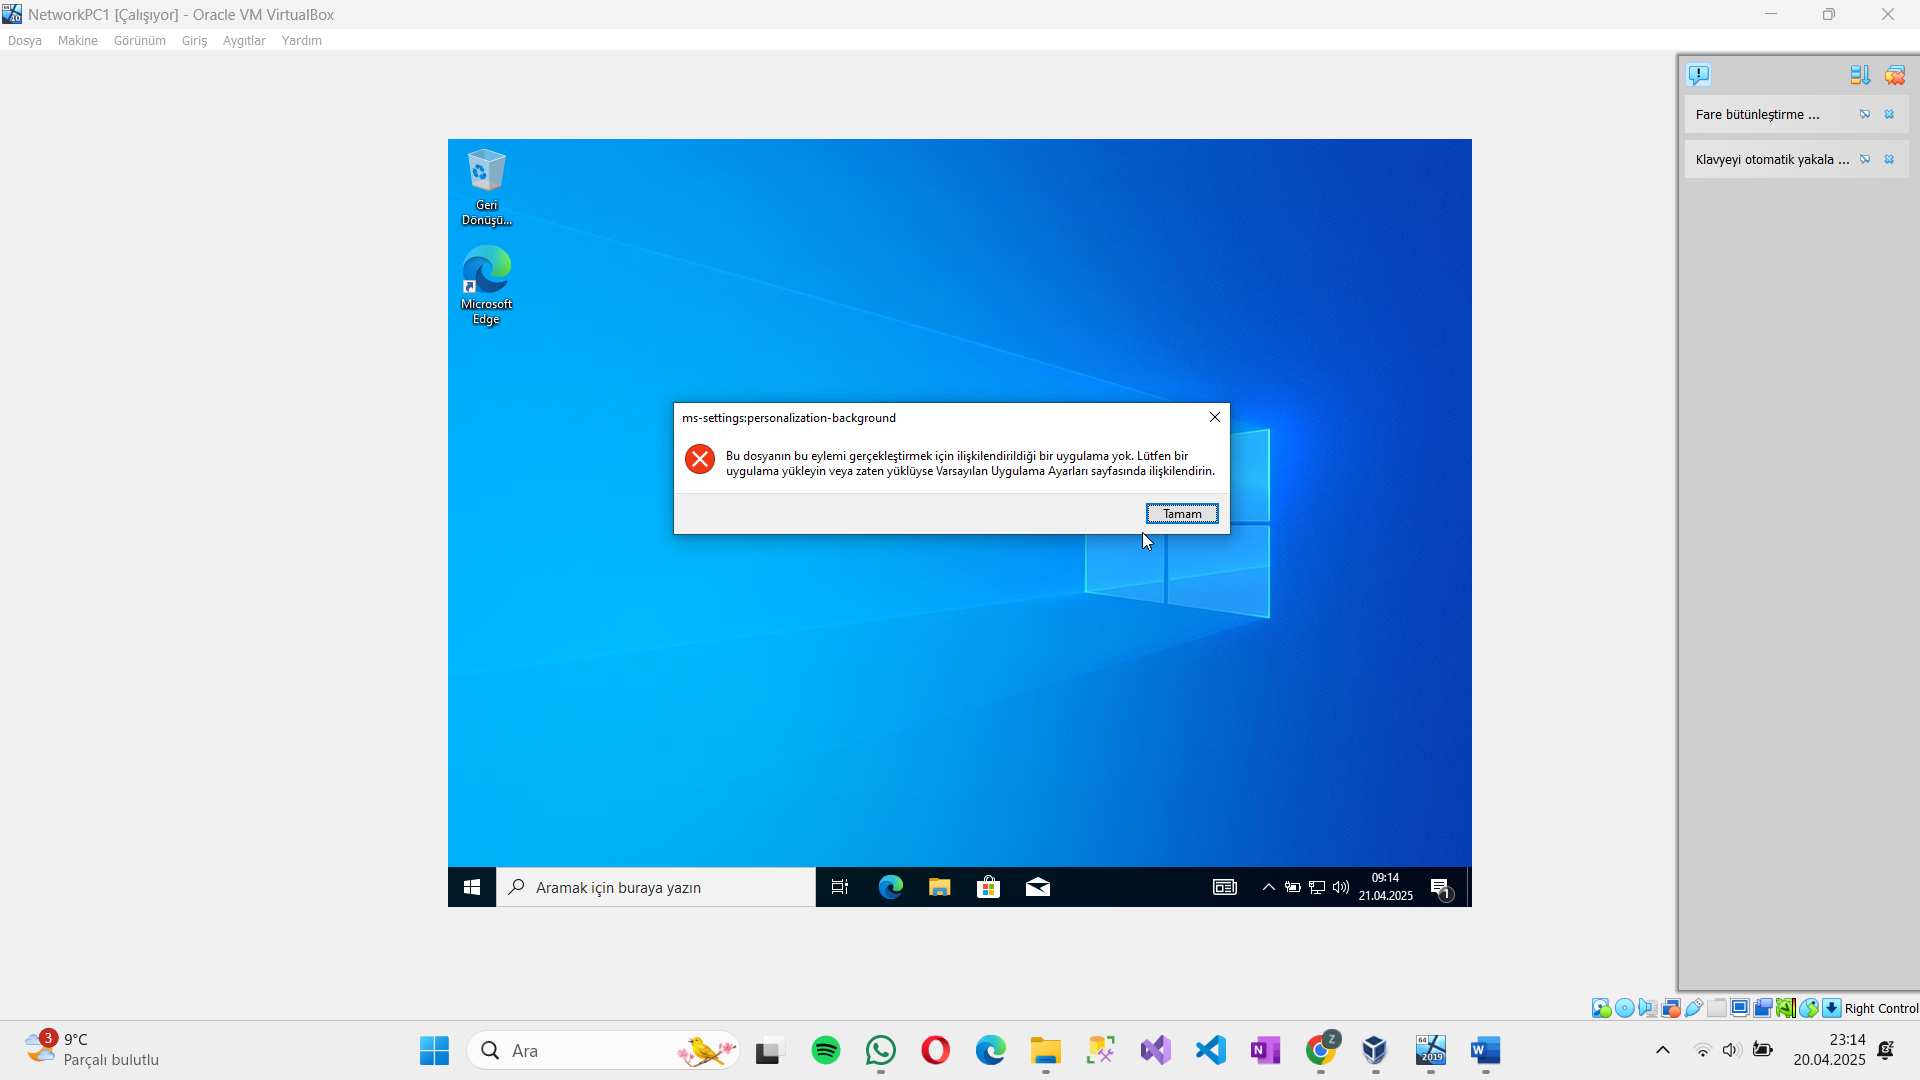 NetworkPC1 [Çalışıyor] - Oracle VM VirtualBox
Dosya Makine Görünüm Giriş Aygıtlar Yardım
Fare bütünleştirme ...
Klavyeyi otomatik yakala ...
Geri
Dönüşü...
Microsoft
Edge
ms-settings:personalization-background
Bu dosyanın bu eylemi gerçekleştirmek için ilişkilendirildiği bir uygulama yok. Lütfen bir
uygulama yükleyin veya zaten yüklüyse Varsayılan Uygulama Ayarları sayfasında ilişkilendirin.
Tamam
Aramak için buraya yazın
09:14
21.04.2025
1
Right Control
3
9°C
Parçalı bulutlu
Ara
N
Z
64
2019
W
23:14
20.04.2025